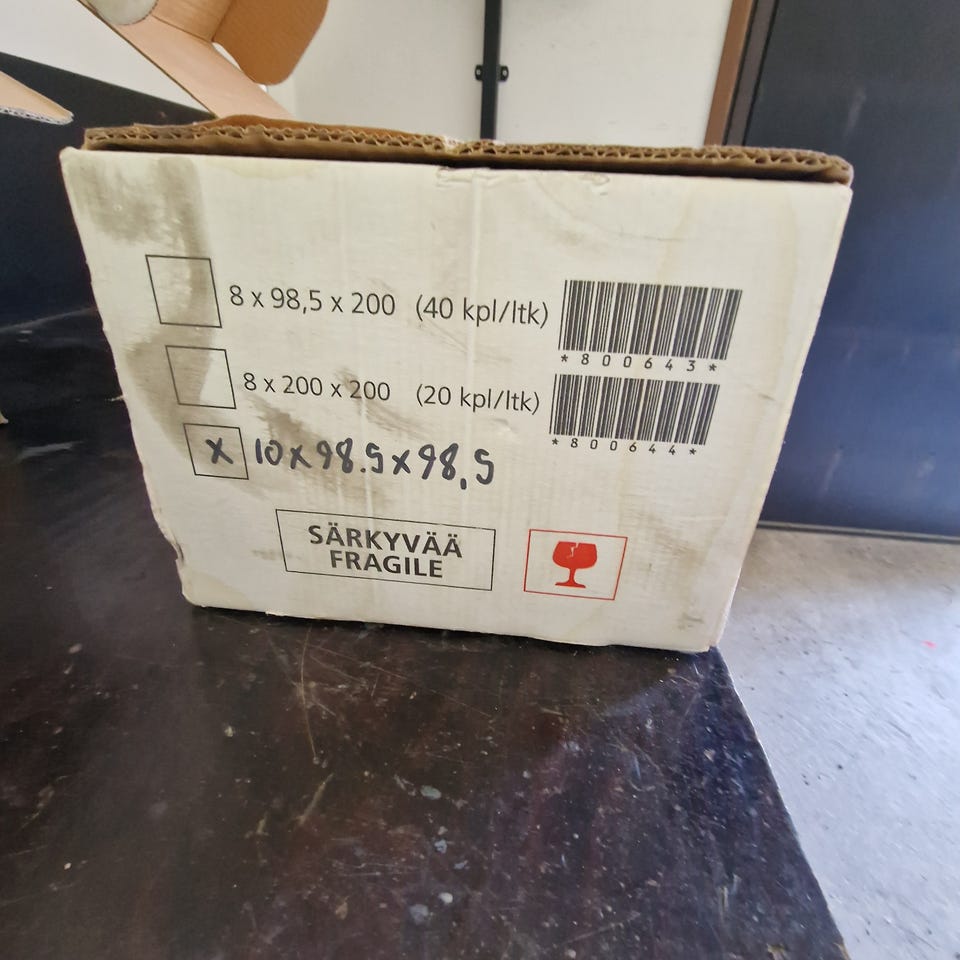 8 x 98,5 x 200 (40 kpl/ltk)
*800643*
8 x 200 x 200 (20 kpl/ltk)
*800644*
x 10x98.5x98,5
SÄRKYVÄÄ
FRAGILE